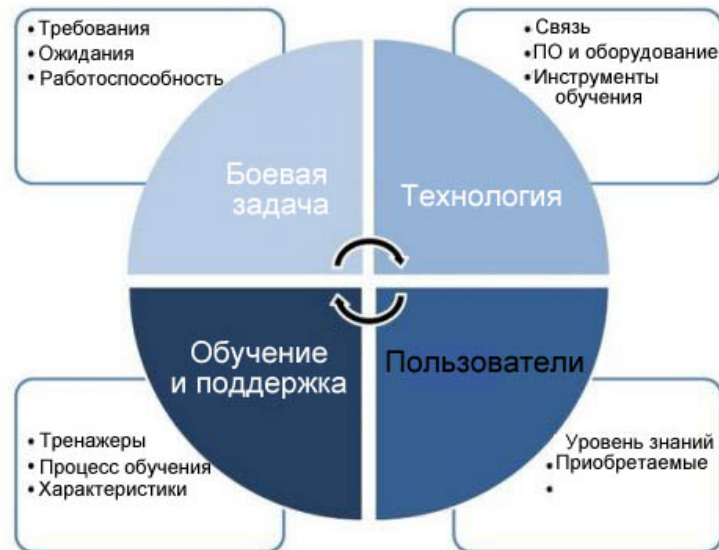 • Требования
• Ожидания
• Работоспособность
• Связь
• ПО и оборудование
• Инструменты
обучения
Боевая
задача
Технология
Обучение
и поддержка
Пользователи
• Тренажеры
• Процесс обучения
• Характеристики
• Уровень знаний
• Приобретаемые
•